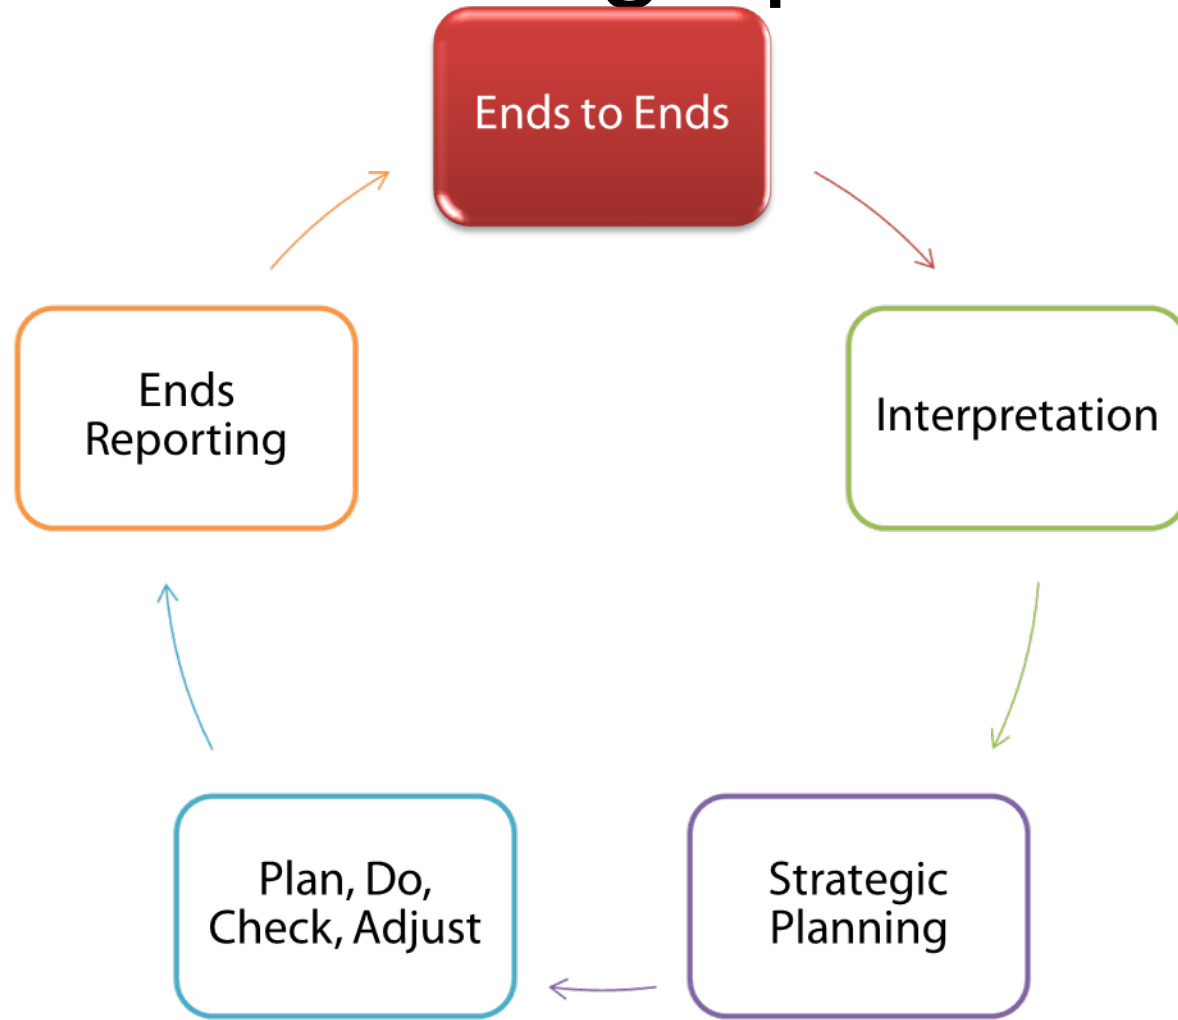 Ends to Ends
Interpretation
Strategic
Planning
Plan, Do,
Check, Adjust
Ends
Reporting